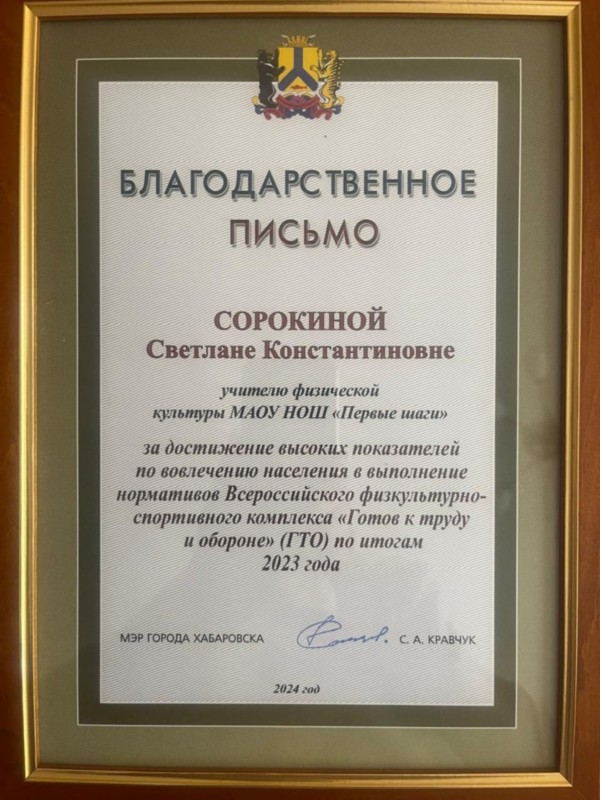 БЛАГОДАРСТВЕННОЕ
ПИСЬМО
СОРОКИНОЙ
Светлане Константиновне
учителю физической
культуры МАОУ НОШ «Первые шаги»
за достижение высоких показателей
по вовлечению населения в выполнение
нормативов Всероссийского физкультурно-
спортивного комплекса «Готов к труду
и обороне» (ГТО) по итогам
2023 года
МЭР ГОРОДА ХАБАРОВСКА С. А. КРАВЧУК
2024 год